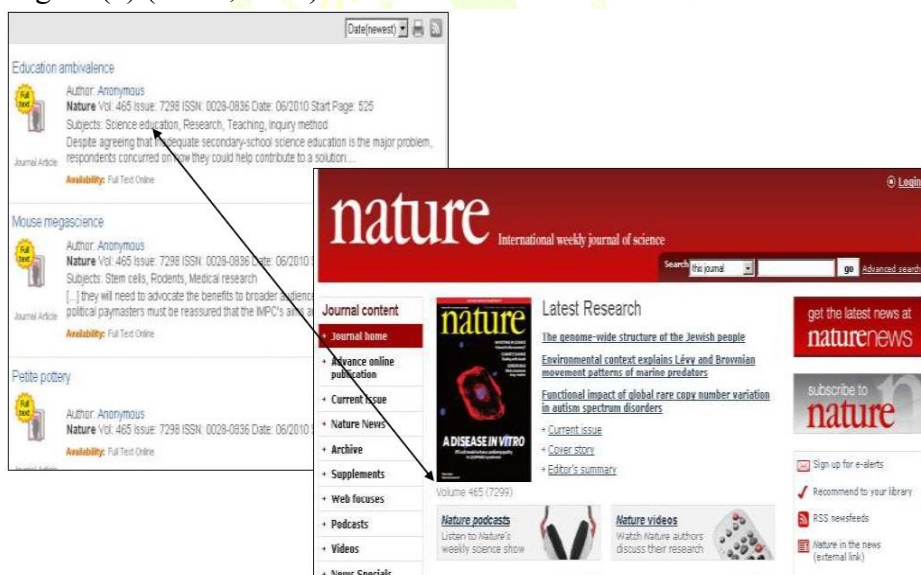 Date(newest)
Education ambivalence
Full text
Author: Anonymous
Nature Vol: 465 Issue: 7298 ISSN: 0028-0836 Date: 06/2010 Start Page: 525
Subjects: Science education, Research, Teaching, Inquiry method
Despite agreeing that inadequate secondary-school science education is the major problem,
respondents concurred on how they could help contribute to a solution:...
Journal Article
Availability: Full Text Online
Mouse megascience
Full text
Author: Anonymous
Nature Vol: 465 Issue: 7298 ISSN: 0028-0836 Date: 06/2010
Subjects: Stem cells, Rodents, Medical research
[...] they will need to advocate the benefits to broader audience
political paymasters must be reassured that the IMPC's aims
Journal Article
Availability: Full Text Online
Petite pottery
Full text
Author: Anonymous
Nature Vol: 465 Issue: 7298 ISSN: 0028-0836 Date: 06/2010
Availability: Full Text Online
Login
nature International weekly journal of science
Search this journal go Advanced search
Journal content
Journal home
Advance online
publication
Current issue
Nature News
Archive
Supplements
Web focuses
Podcasts
Videos
News Specials
nature
A DISEASE IN VITRO
Volume 465 (7299)
Latest Research
The genome-wide structure of the Jewish people
Environmental context explains Lévy and Brownian
movement patterns of marine predators
Functional impact of global rare copy number variation
in autism spectrum disorders
Current issue
Cover story
Editor's summary
Nature podcasts
Listen to Nature's
weekly science show
Nature videos
Watch Nature authors
discuss their research
get the latest news at
naturenews
subscribe to
nature
Sign up for e-alerts
Recommend to your library
RSS newsfeeds
Nature in the news
(external link)